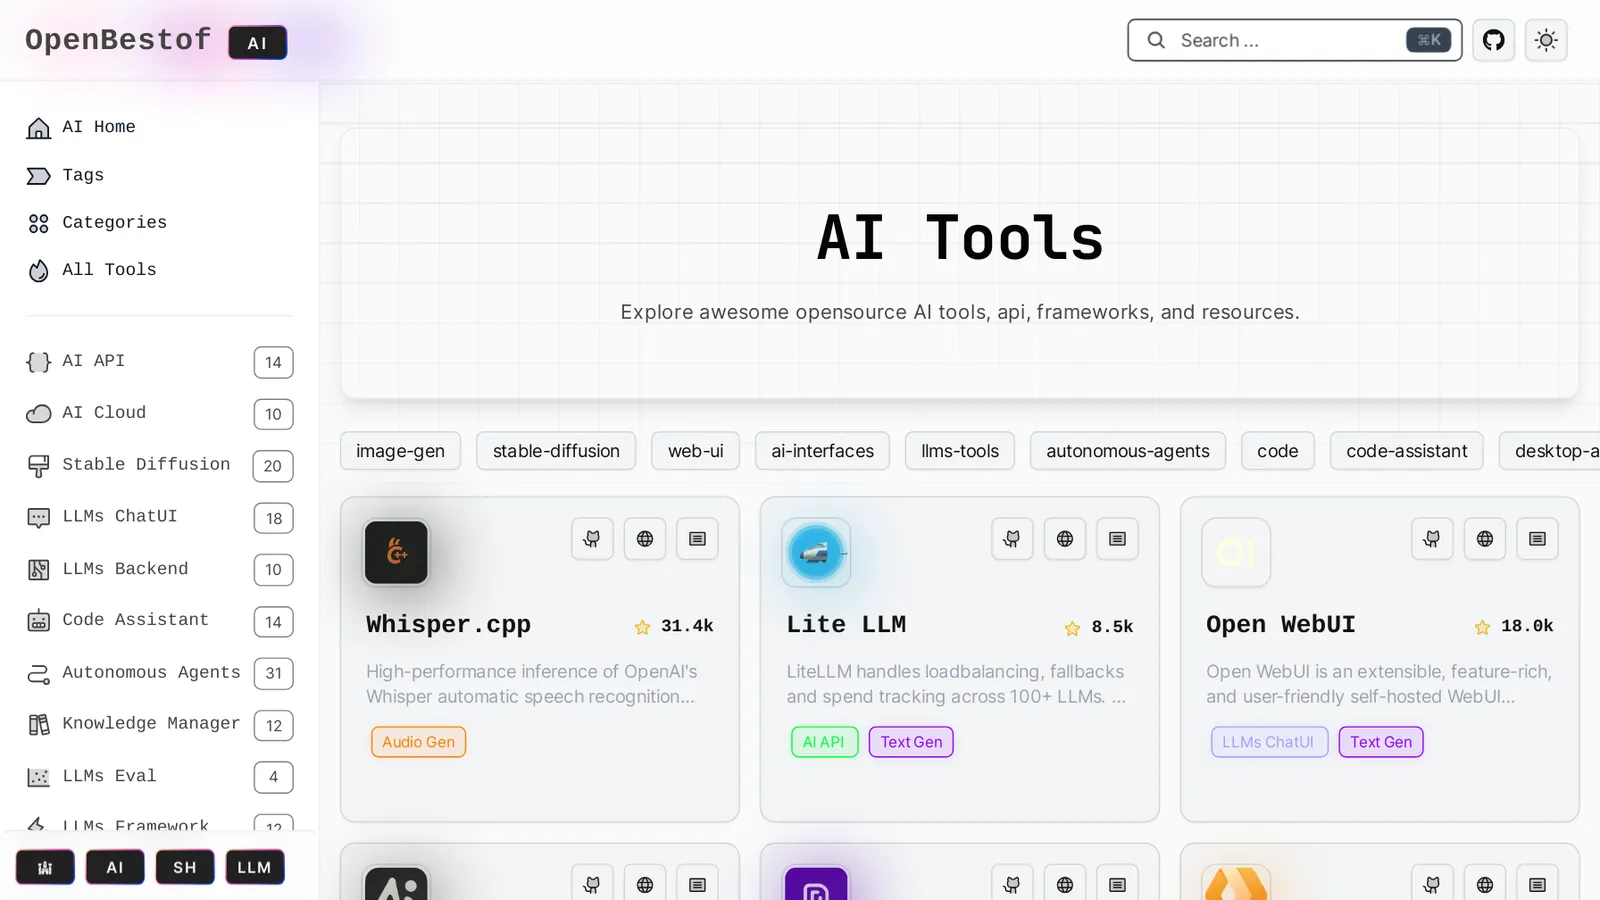 OpenBestof AI
Search ...
⌘K
AI Home
Tags
Categories
All Tools
AI API 14
AI Cloud 10
Stable Diffusion 20
LLMs ChatUI 18
LLMs Backend 10
Code Assistant 14
Autonomous Agents 31
Knowledge Manager 12
LLMs Eval 4
LLMs Framework 12
AI SH LLM
AI Tools
Explore awesome opensource AI tools, api, frameworks, and resources.
image-gen stable-diffusion web-ui ai-interfaces llms-tools autonomous-agents code code-assistant desktop-a
Whisper.cpp 31.4k
High-performance inference of OpenAI's
Whisper automatic speech recognition...
Audio Gen
Lite LLM 8.5k
LiteLLM handles loadbalancing, fallbacks
and spend tracking across 100+ LLMs. ...
AI API Text Gen
Open WebUI 18.0k
Open WebUI is an extensible, feature-rich,
and user-friendly self-hosted WebUI...
LLMs ChatUI Text Gen